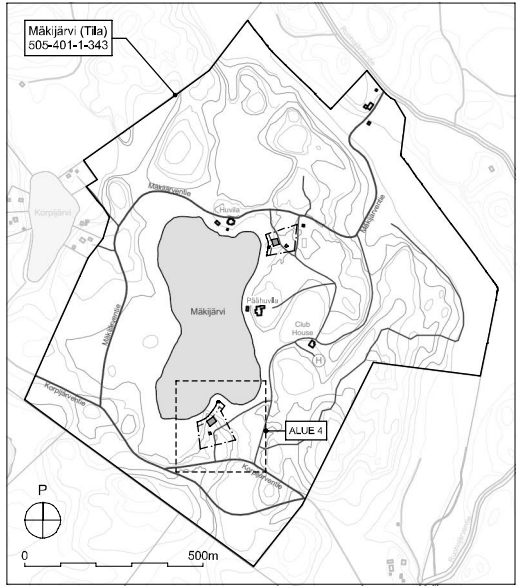 Mäkijärvi (Tila)
505-401-1-343
Mäkijärventie
Korpijärvi
Huvila
Mäkijärventie
Mäkijärvi
Päähuvila
Mäkijärventie
Club
House
H
Korpijärventie
ALUE 4
Korpijärventie
P
0
500m